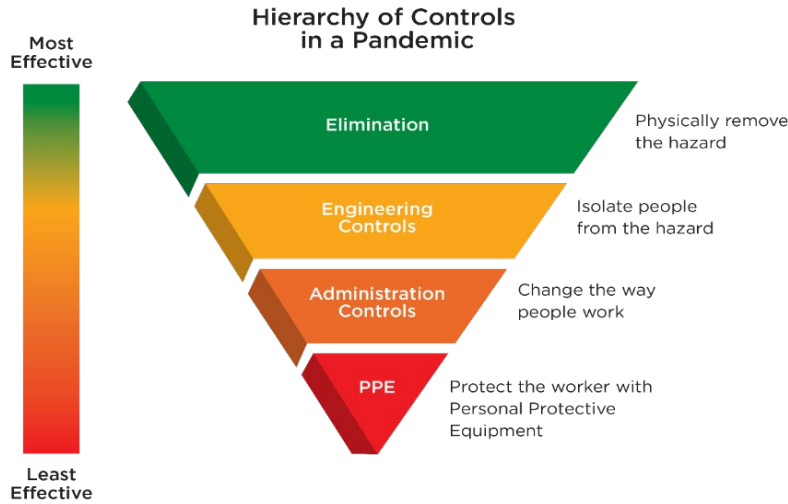 Hierarchy of Controls
in a Pandemic
Most
Effective
Elimination
Physically remove
the hazard
Engineering
Controls
Isolate people
from the hazard
Administration
Controls
Change the way
people work
PPE
Protect the worker with
Personal Protective
Equipment
Least
Effective